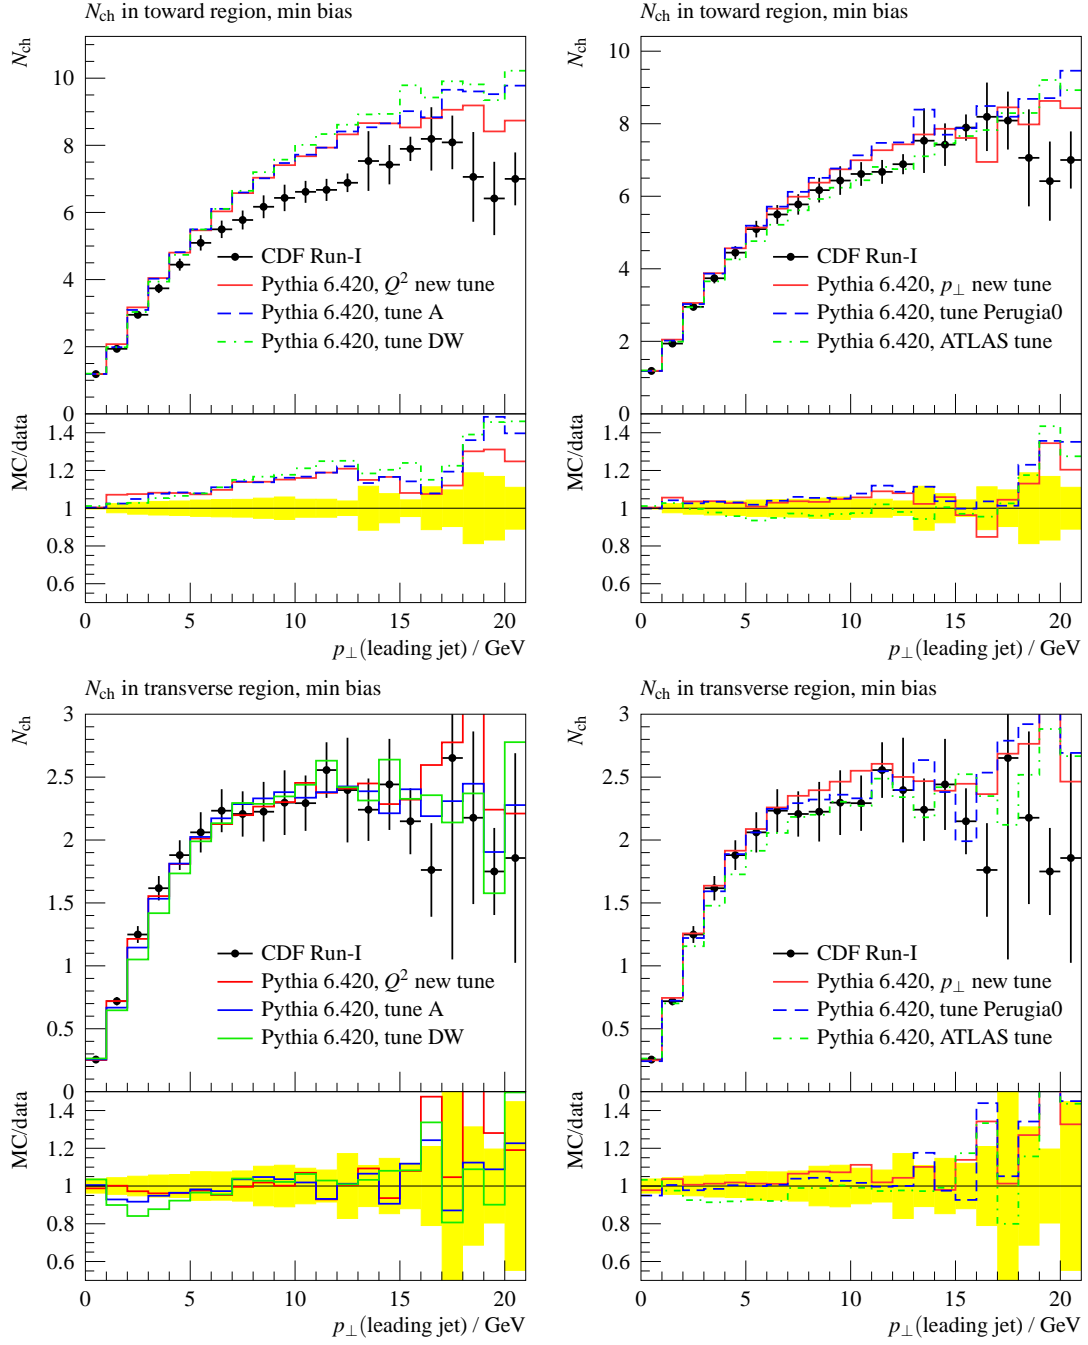 N_ch in toward region, min bias
N_ch
10
8
6
4
2
0
CDF Run-I
Pythia 6.420, Q² new tune
Pythia 6.420, tune A
Pythia 6.420, tune DW
MC/data
1.4
1.2
1
0.8
0.6
0 5 10 15 20
p⊥(leading jet) / GeV
N_ch in toward region, min bias
N_ch
10
8
6
4
2
0
CDF Run-I
Pythia 6.420, p⊥ new tune
Pythia 6.420, tune Perugia0
Pythia 6.420, ATLAS tune
MC/data
1.4
1.2
1
0.8
0.6
0 5 10 15 20
p⊥(leading jet) / GeV
N_ch in transverse region, min bias
N_ch
3
2.5
2
1.5
1
0.5
0
CDF Run-I
Pythia 6.420, Q² new tune
Pythia 6.420, tune A
Pythia 6.420, tune DW
MC/data
1.4
1.2
1
0.8
0.6
0 5 10 15 20
p⊥(leading jet) / GeV
N_ch in transverse region, min bias
N_ch
3
2.5
2
1.5
1
0.5
0
CDF Run-I
Pythia 6.420, p⊥ new tune
Pythia 6.420, tune Perugia0
Pythia 6.420, ATLAS tune
MC/data
1.4
1.2
1
0.8
0.6
0 5 10 15 20
p⊥(leading jet) / GeV